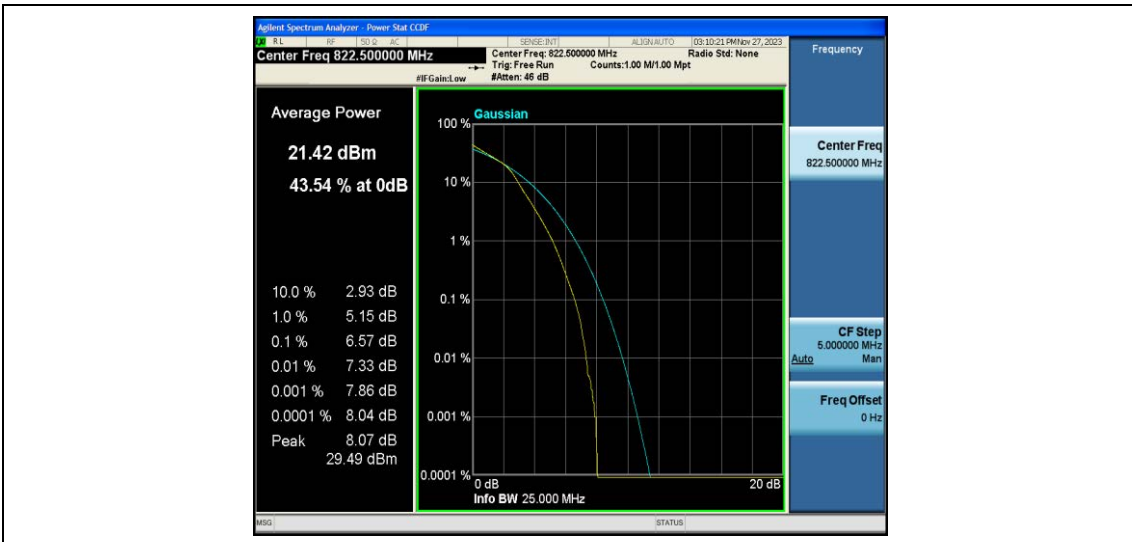 Agilent Spectrum Analyzer - Power Stat CCDF
RL RF 50 Ω AC SENSE:INT ALIGN AUTO 03:10:21 PM Nov 27, 2023
Center Freq 822.500000 MHz
Center Freq: 822.500000 MHz Radio Std: None
Trig: Free Run Counts:1.00 M/1.00 Mpt
#IFGain:Low #Atten: 46 dB
Frequency
Average Power
21.42 dBm
43.54 % at 0dB
10.0 % 2.93 dB
1.0 % 5.15 dB
0.1 % 6.57 dB
0.01 % 7.33 dB
0.001 % 7.86 dB
0.0001 % 8.04 dB
Peak 8.07 dB
29.49 dBm
Gaussian
100 %
10 %
1 %
0.1 %
0.01 %
0.001 %
0.0001 %
0 dB 20 dB
Info BW 25.000 MHz
Center Freq
822.500000 MHz
CF Step
5.000000 MHz
Auto Man
Freq Offset
0 Hz
MSG STATUS